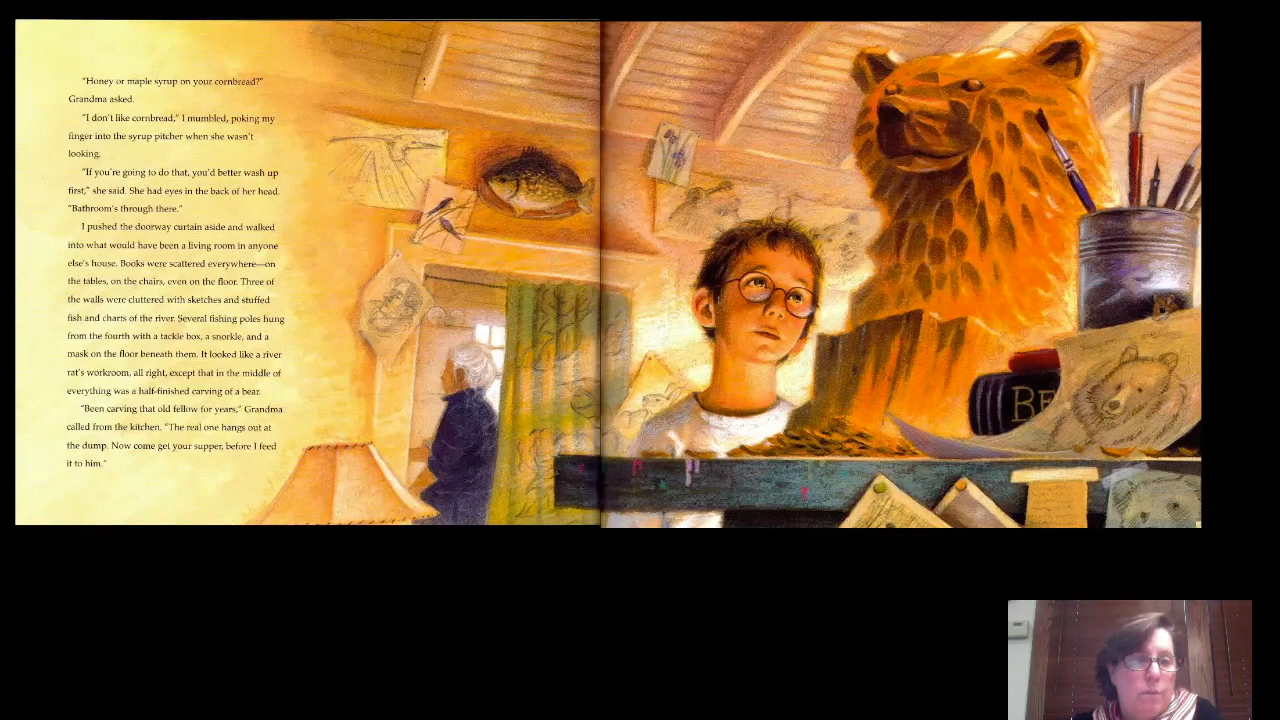 “Honey or maple syrup on your cornbread?”
Grandma asked.
“I don’t like cornbread,” I mumbled, poking my
finger into the syrup pitcher when she wasn’t
looking.
“If you’re going to do that, you’d better wash up
first,” she said. She had eyes in the back of her head.
“Bathroom’s through there.”
I pushed the doorway curtain aside and walked
into what would have been a living room in anyone
else’s house. Books were scattered everywhere—on
the tables, on the chairs, even on the floor. Three of
the walls were cluttered with sketches and stuffed
fish and charts of the river. Several fishing poles hung
from the fourth with a tackle box, a snorkle, and a
mask on the floor beneath them. It looked like a river
rat’s workroom, all right, except that in the middle of
everything was a half-finished carving of a bear.
“Been carving that old fellow for years,” Grandma
called from the kitchen. “The real one hangs out at
the dump. Now come get your supper, before I feed
it to him.”
BE